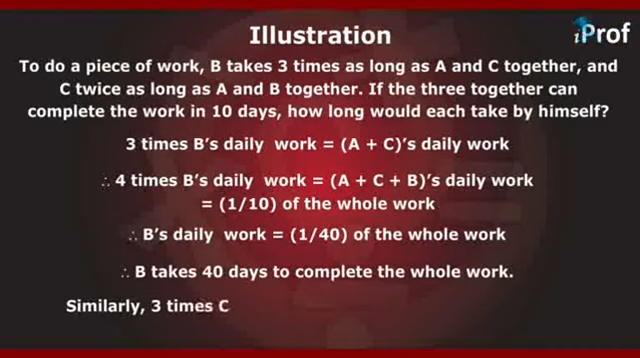 Illustration
iProf
To do a piece of work, B takes 3 times as long as A and C together, and
C twice as long as A and B together. If the three together can
complete the work in 10 days, how long would each take by himself?
3 times B's daily work = (A + C)'s daily work
∴ 4 times B's daily work = (A + C + B)'s daily work
= (1/10) of the whole work
∴ B's daily work = (1/40) of the whole work
∴ B takes 40 days to complete the whole work.
Similarly, 3 times C